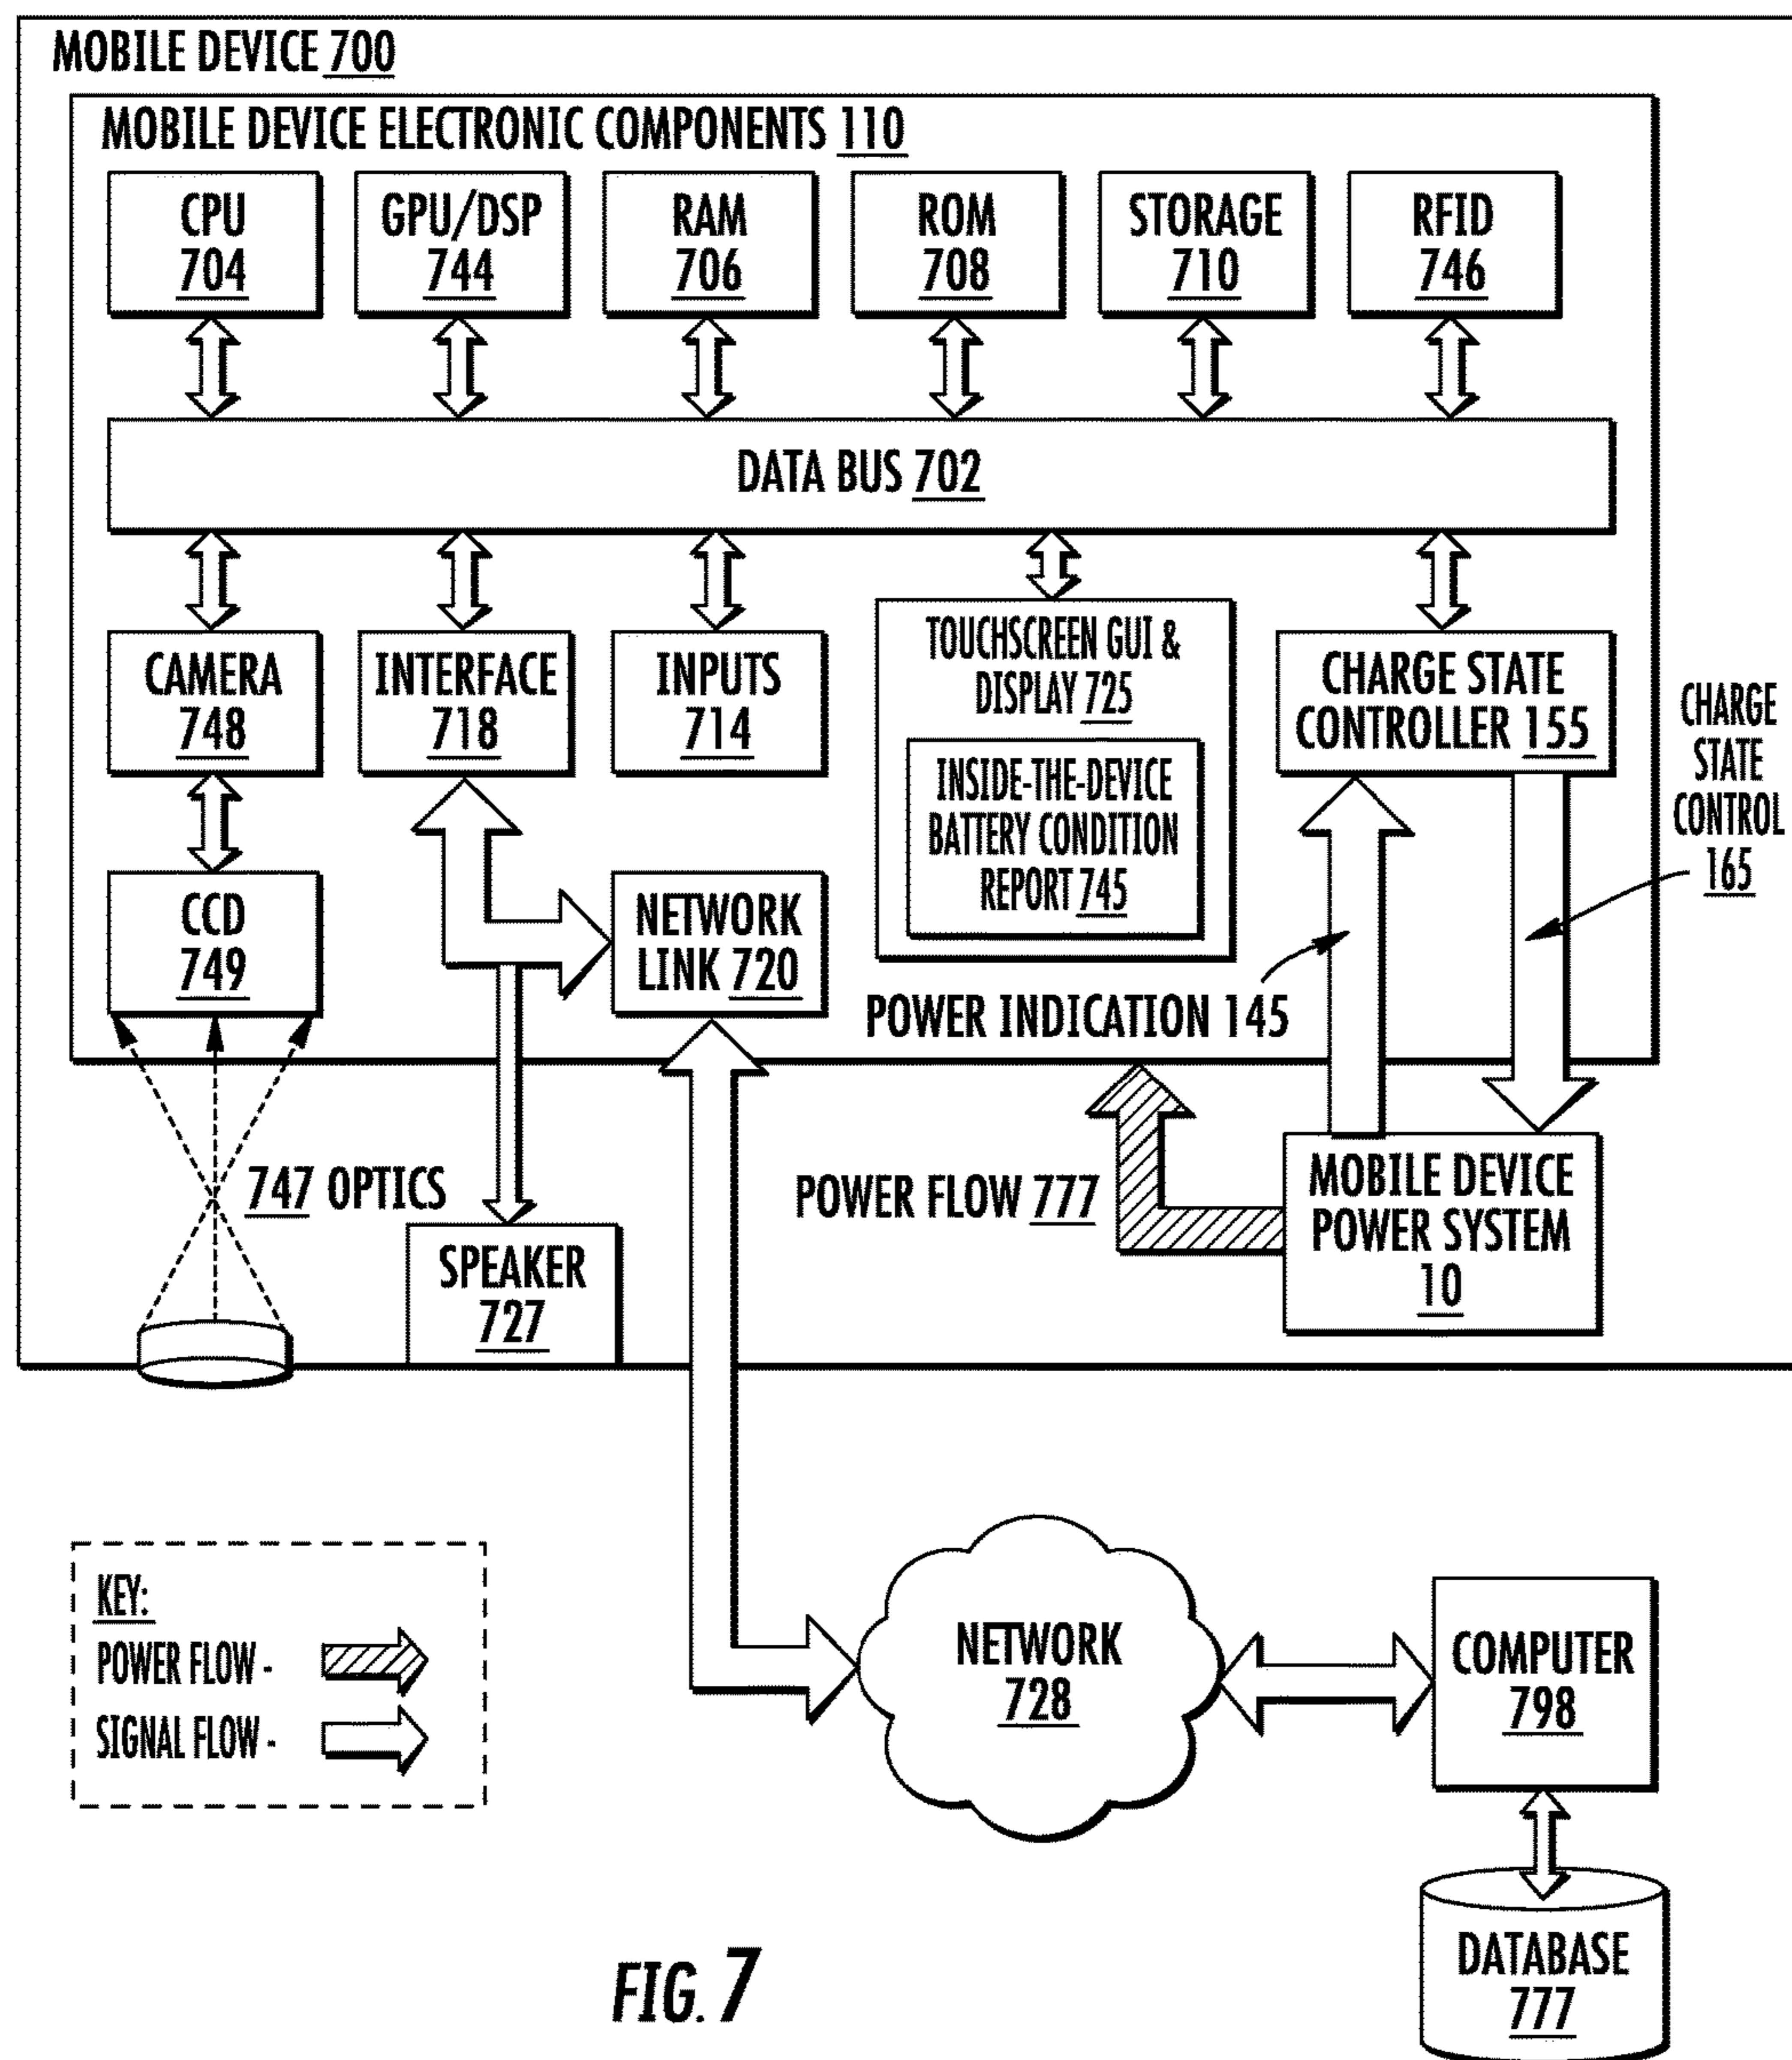 MOBILE DEVICE 700
MOBILE DEVICE ELECTRONIC COMPONENTS 110
CPU
704
GPU/DSP
744
RAM
706
ROM
708
STORAGE
710
RFID
746
DATA BUS 702
CAMERA
748
INTERFACE
718
INPUTS
714
TOUCHSCREEN GUI &
DISPLAY 725
INSIDE-THE-DEVICE
BATTERY CONDITION
REPORT 745
CHARGE STATE
CONTROLLER 155
CHARGE
STATE
CONTROL
165
CCD
749
NETWORK
LINK 720
POWER INDICATION 145
747 OPTICS
SPEAKER
727
POWER FLOW 777
MOBILE DEVICE
POWER SYSTEM
10
KEY:
POWER FLOW -
SIGNAL FLOW -
NETWORK
728
COMPUTER
798
DATABASE
777
FIG. 7